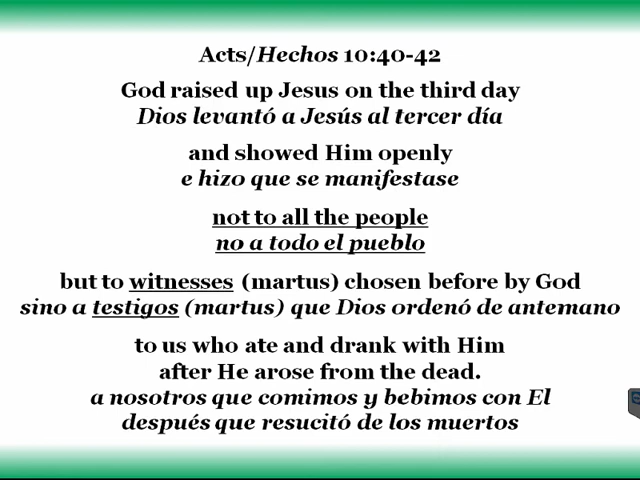 Acts/Hechos 10:40-42
God raised up Jesus on the third day
Dios levantó a Jesús al tercer día
and showed Him openly
e hizo que se manifestase
not to all the people
no a todo el pueblo
but to witnesses (martus) chosen before by God
sino a testigos (martus) que Dios ordenó de antemano
to us who ate and drank with Him
after He arose from the dead.
a nosotros que comimos y bebimos con El
después que resucitó de los muertos